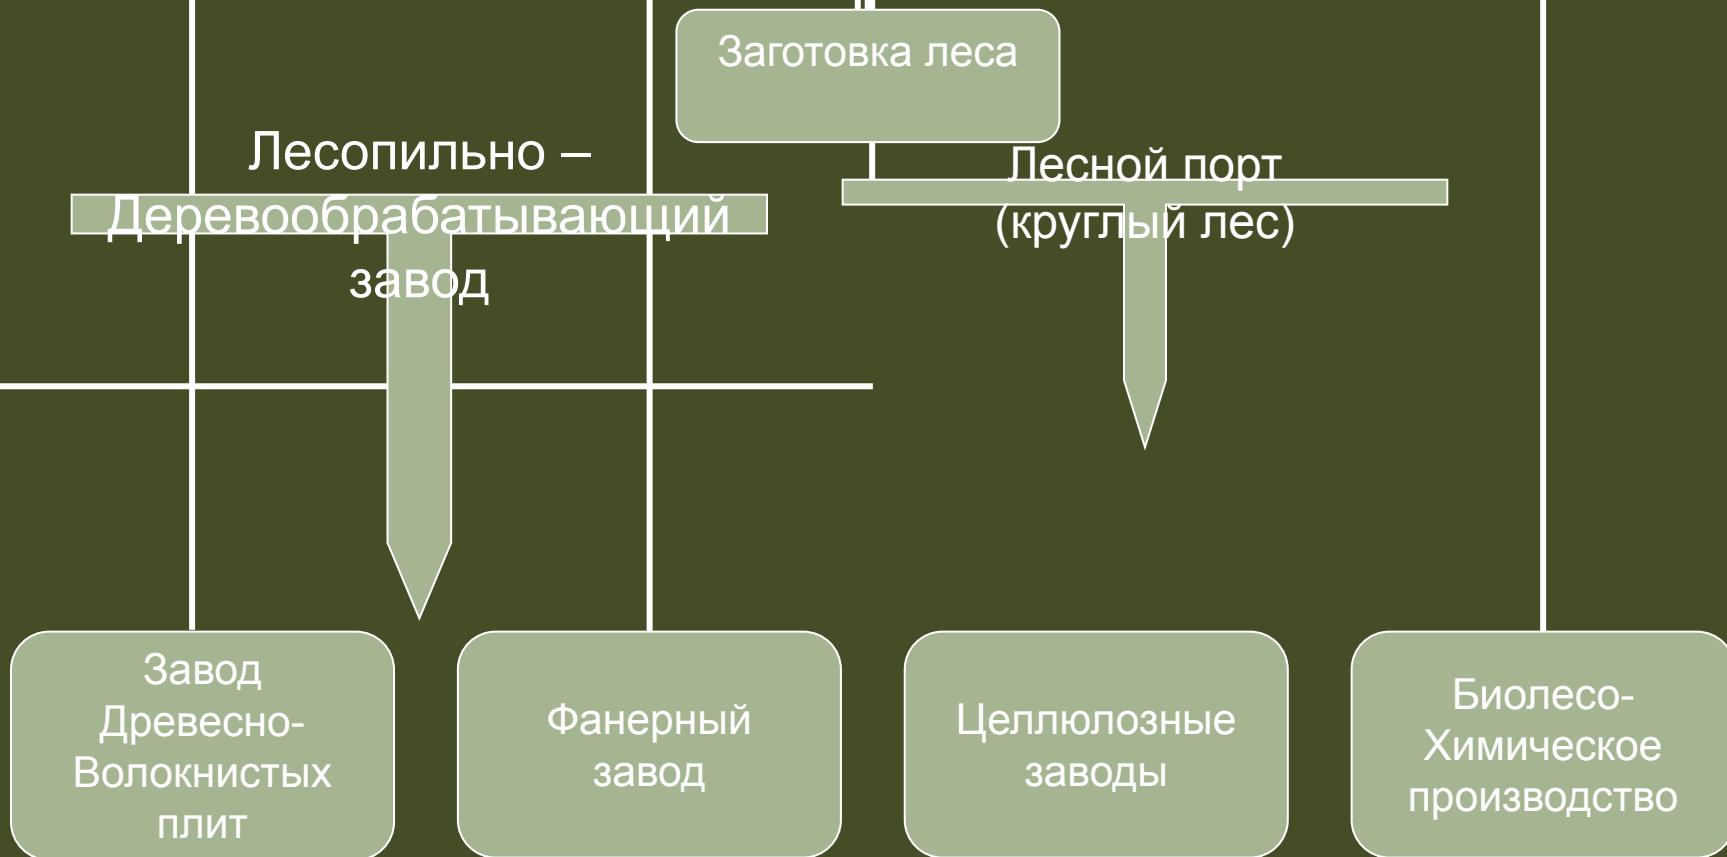 Заготовка леса
Лесопильно –
Деревообрабатывающий
завод
Лесной порт
(круглый лес)
Завод
Древесно-
Волокнистых
плит
Фанерный
завод
Целлюлозные
заводы
Биолесо-
Химическое
производство